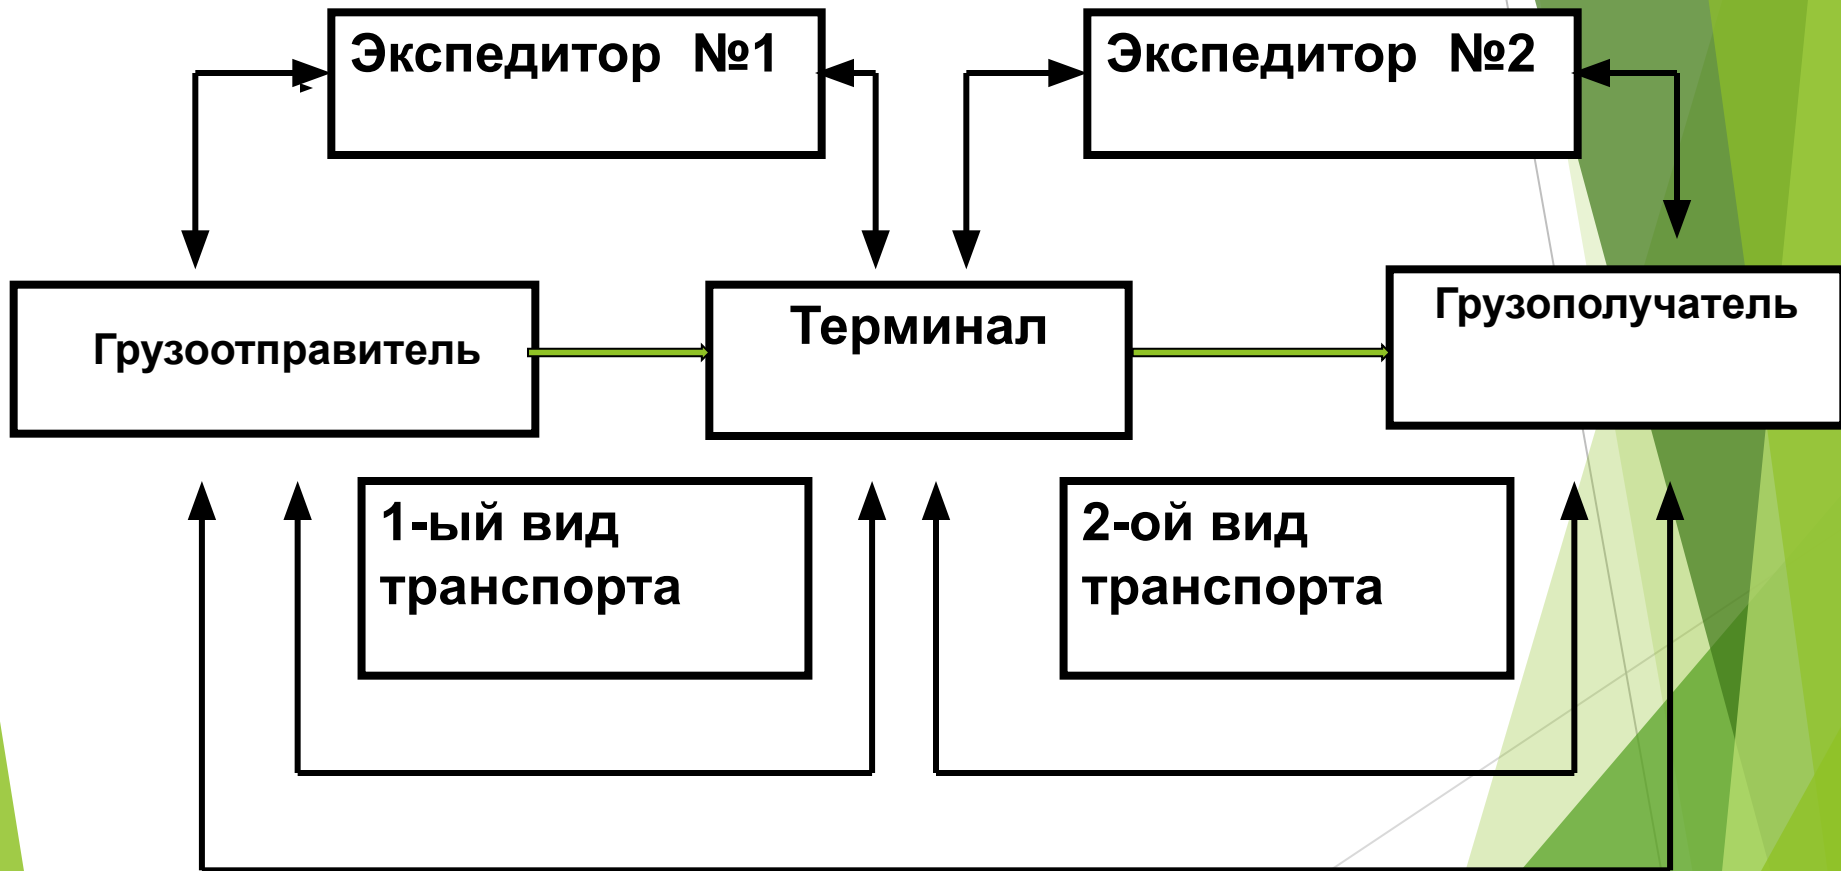 Экспедитор №1
Экспедитор №2
Грузоотправитель
Терминал
Грузополучатель
1-ый вид
транспорта
2-ой вид
транспорта